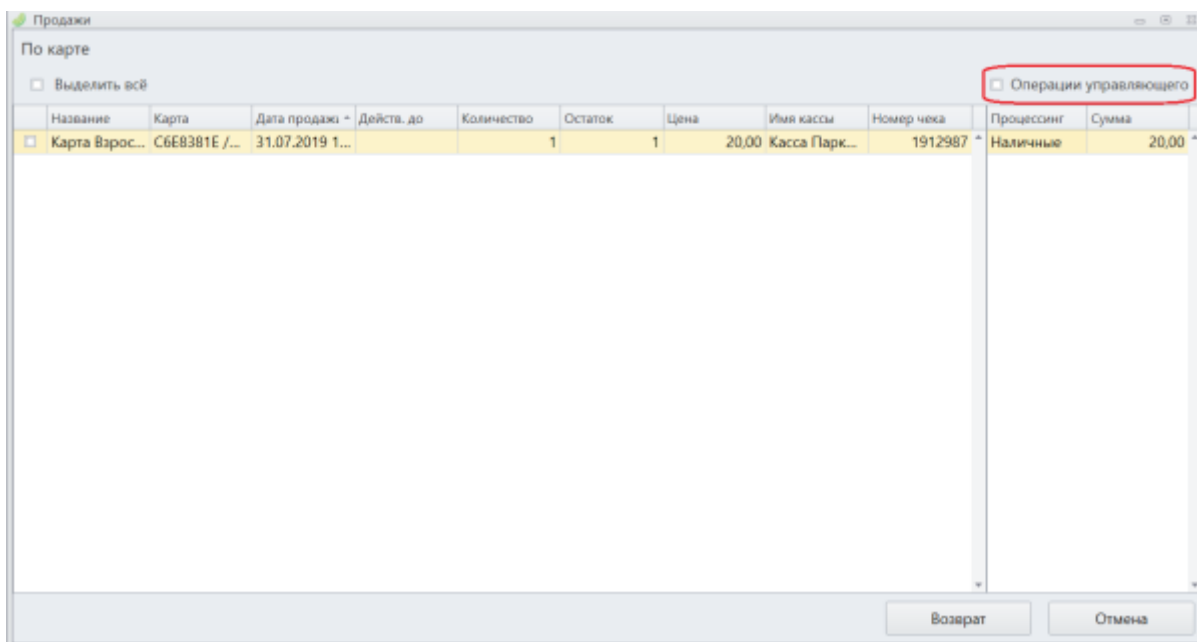 Продажи
По карте
Выделить всё Операции управляющего
Название Карта Дата продажи Действ. до Количество Остаток Цена Имя кассы Номер чека Процессинг Сумма
Карта Взрос... C6E8381E /... 31.07.2019 1... 1 1 20,00 Касса Парк... 1912987 Наличные 20,00
Возврат Отмена